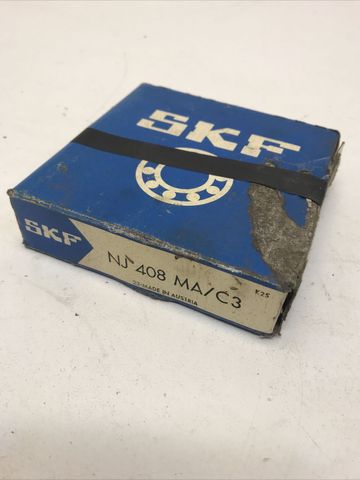 SKF
SKF
NJ 408 MA/C3
K25
MADE IN AUSTRIA